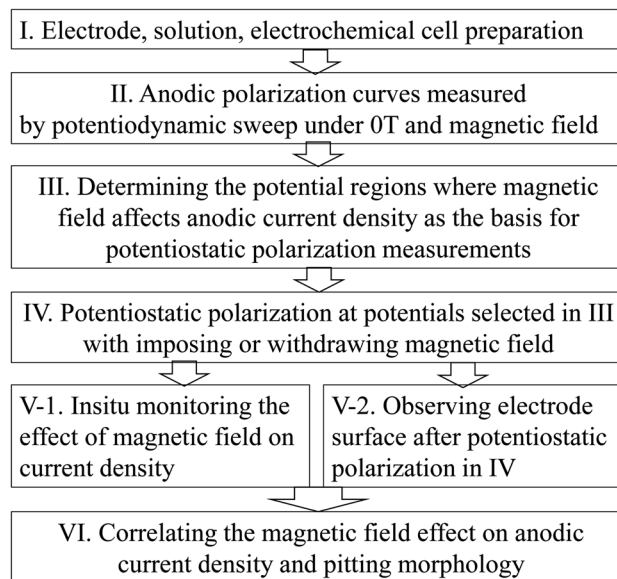 I. Electrode, solution, electrochemical cell preparation
II. Anodic polarization curves measured
by potentiodynamic sweep under 0T and magnetic field
III. Determining the potential regions where magnetic
field affects anodic current density as the basis for
potentiostatic polarization measurements
IV. Potentiostatic polarization at potentials selected in III
with imposing or withdrawing magnetic field
V-1. Insitu monitoring the
effect of magnetic field on
current density
V-2. Observing electrode
surface after potentiostatic
polarization in IV
VI. Correlating the magnetic field effect on anodic
current density and pitting morphology